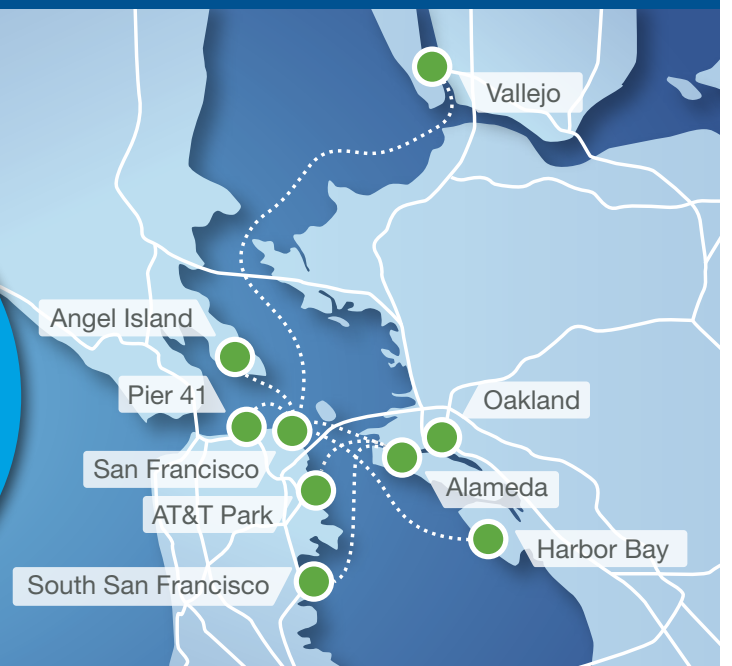 Vallejo
Angel Island
Pier 41
Oakland
San Francisco
Alameda
AT&T Park
Harbor Bay
South San Francisco